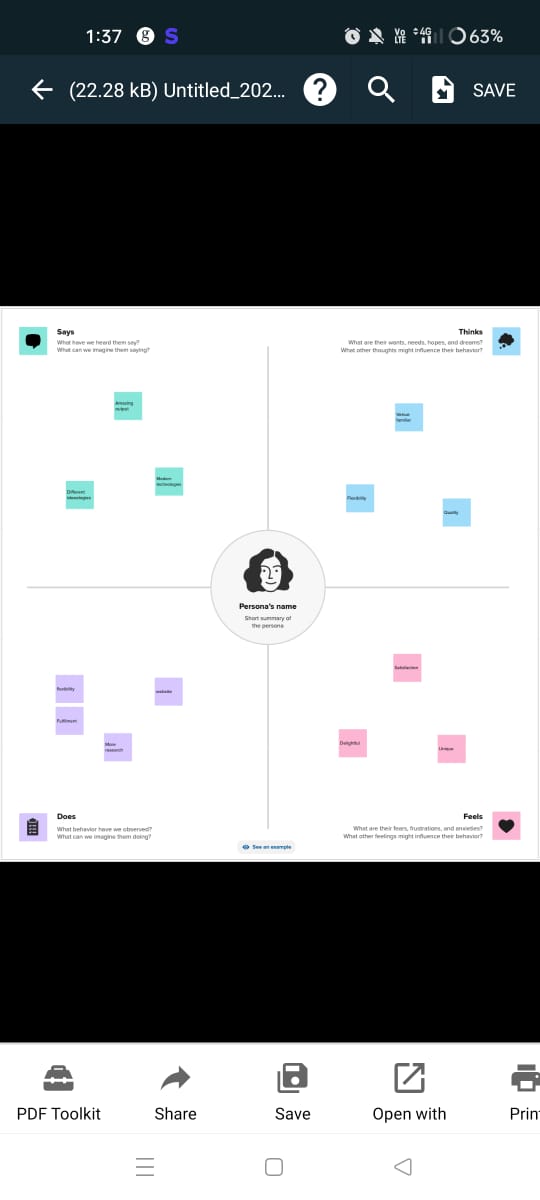 1:37 g S Vo LTE 4G 63%
(22.28 kB) Untitled_202... ? SAVE
Says
What have we heard them say?
What can we imagine them saying?
Thinks
What are their wants, needs, hopes, and dreams?
What other thoughts might influence their behavior?
Amazing
output
Different
ideologies
Modern
technologies
Venue
familiar
Flexibility
Quality
Persona's name
Short summary of
the persona
flexibility
Fulfilment
website
More
research
Satisfaction
Delightful
Unique
Does
What behavior have we observed?
What can we imagine them doing?
Feels
What are their fears, frustrations, and anxieties?
What other feelings might influence their behavior?
See an example
PDF Toolkit
Share
Save
Open with
Prin